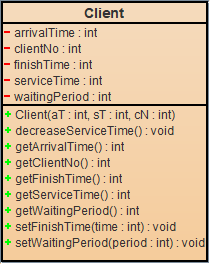 Client
- arrivalTime : int
- clientNo : int
- finishTime : int
- serviceTime : int
- waitingPeriod : int
+ Client(aT : int, sT : int, cN : int)
+ decreaseServiceTime() : void
+ getArrivalTime() : int
+ getClientNo() : int
+ getFinishTime() : int
+ getServiceTime() : int
+ getWaitingPeriod() : int
+ setFinishTime(time : int) : void
+ setWaitingPeriod(period : int) : void